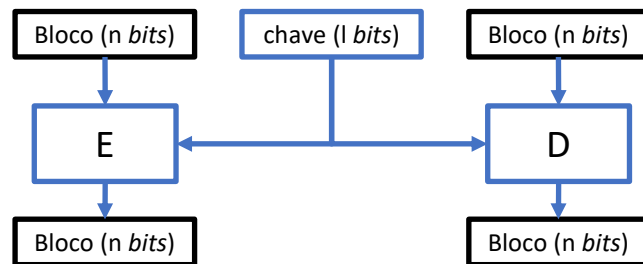 Bloco (n bits)
chave (l bits)
Bloco (n bits)
E
D
Bloco (n bits)
Bloco (n bits)